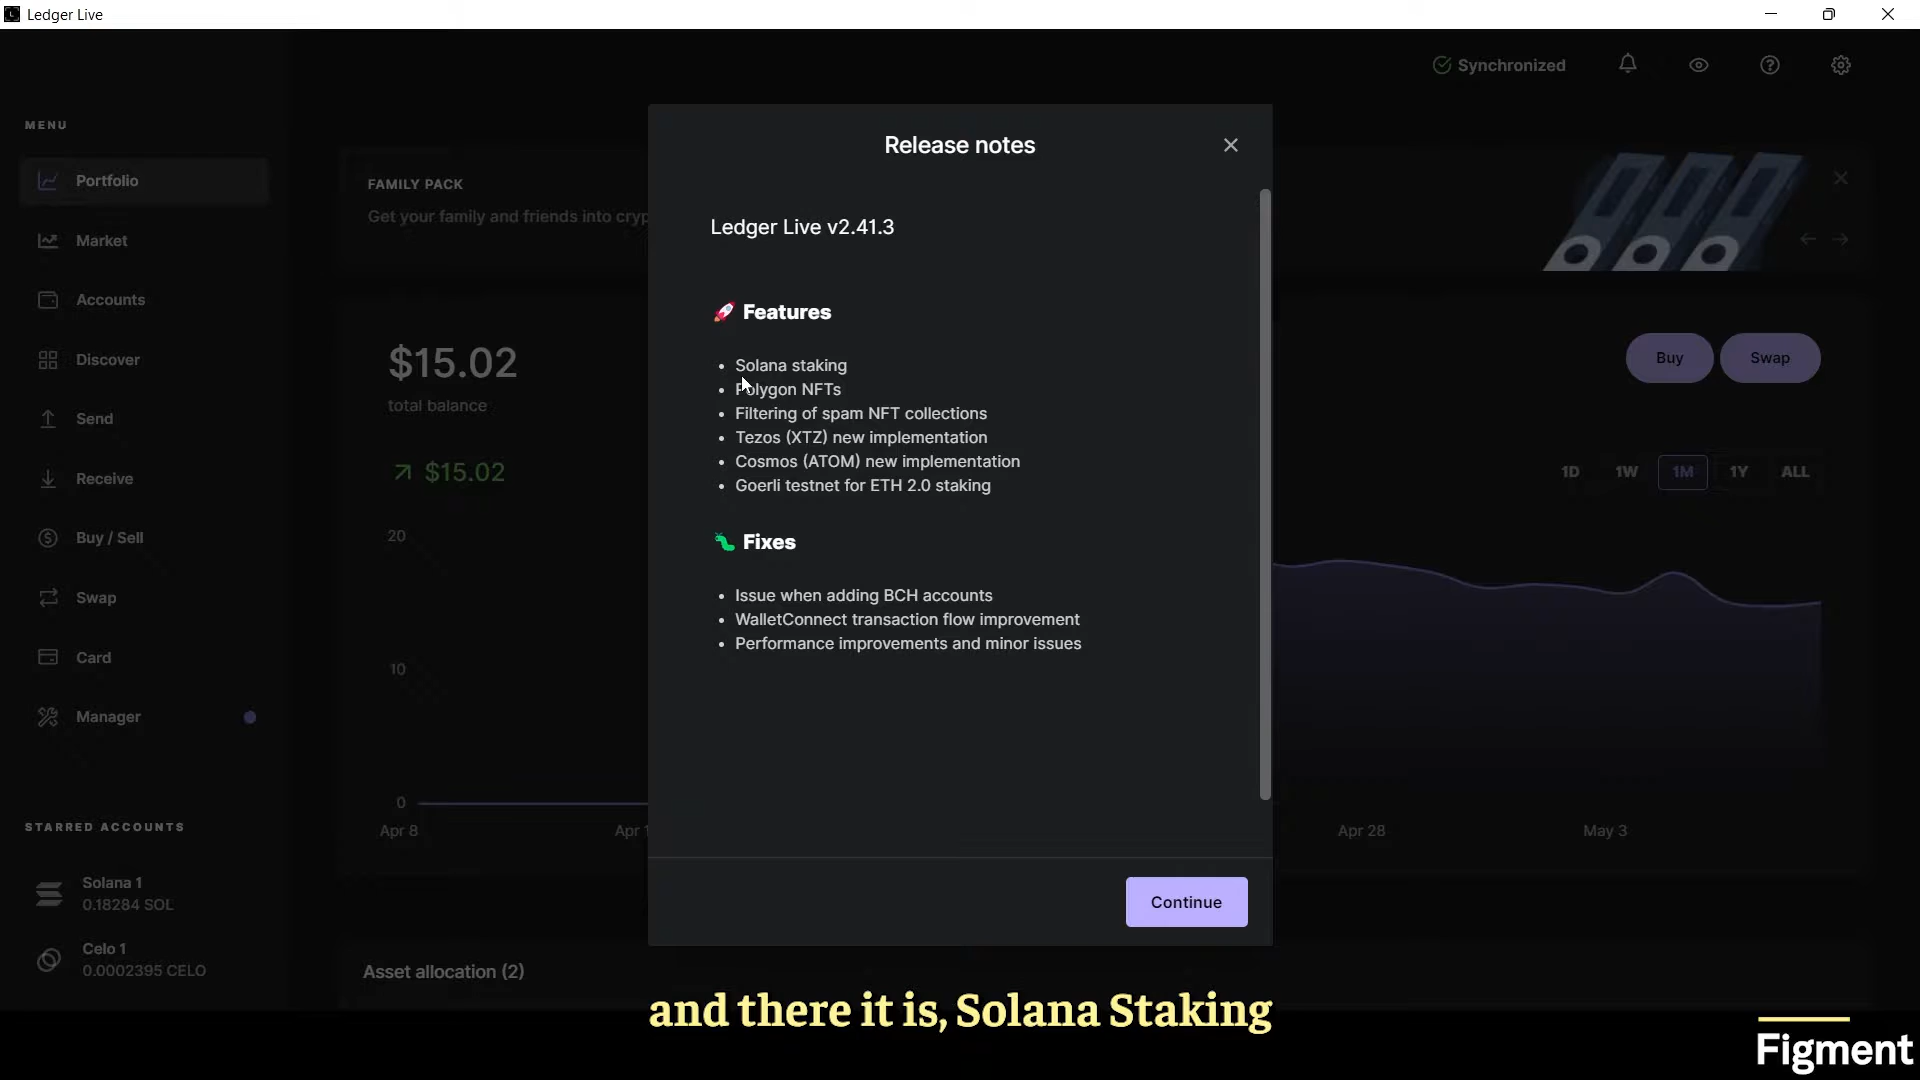 Ledger Live
Synchronized
MENU
Portfolio
Market
Accounts
Discover
Send
Receive
Buy / Sell
Swap
Card
Manager
STARRED ACCOUNTS
Solana 1
0.18284 SOL
Celo 1
0.0002395 CELO
FAMILY PACK
Get your family and friends into cryp
$15.02
total balance
$15.02
Buy
Swap
1D 1W 1M 1Y ALL
20
10
0
Apr 8 Apr 1 Apr 28 May 3
Asset allocation (2)
Release notes
Ledger Live v2.41.3
Features
Solana staking
Polygon NFTs
Filtering of spam NFT collections
Tezos (XTZ) new implementation
Cosmos (ATOM) new implementation
Goerli testnet for ETH 2.0 staking
Fixes
Issue when adding BCH accounts
WalletConnect transaction flow improvement
Performance improvements and minor issues
Continue
and there it is, Solana Staking
Figment